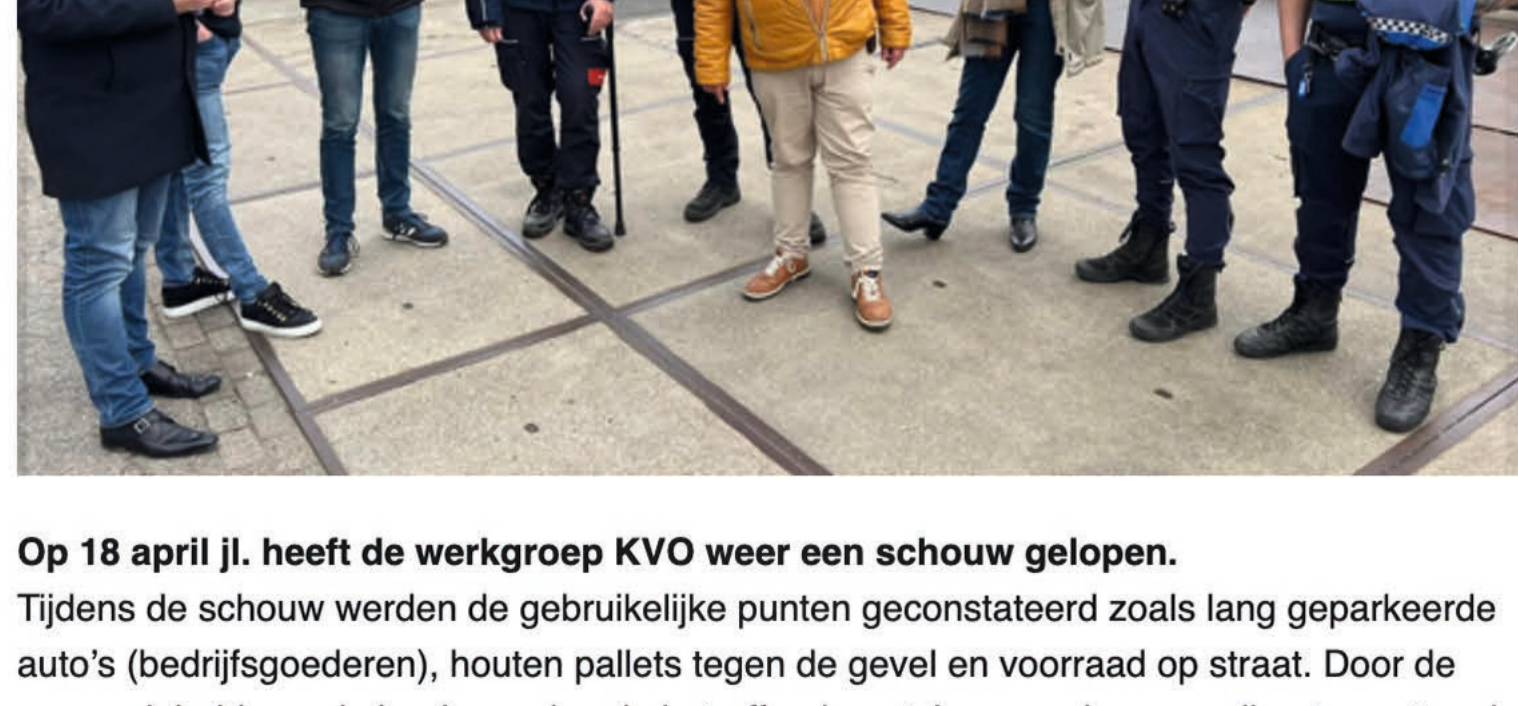 Op 18 april jl. heeft de werkgroep KVO weer een schouw gelopen.
Tijdens de schouw werden de gebruikelijke punten geconstateerd zoals lang geparkeerde
auto's (bedrijfsgoederen), houten pallets tegen de gevel en voorraad op straat. Door de